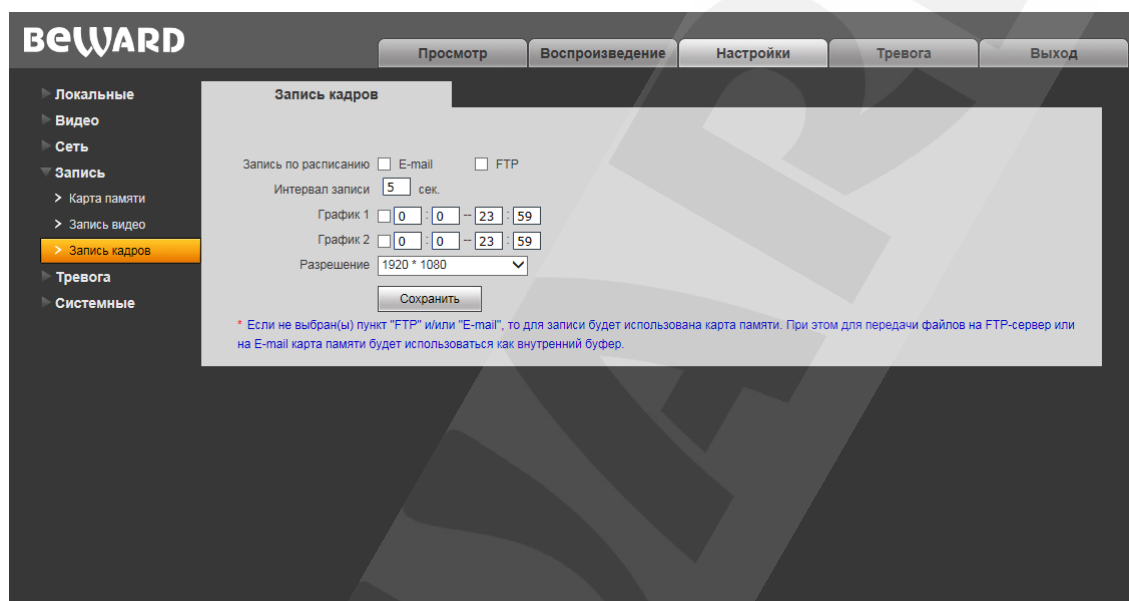 BEWARD
Просмотр Воспроизведение Настройки Тревога Выход
Локальные
Видео
Сеть
Запись
> Карта памяти
> Запись видео
> Запись кадров
Тревога
Системные
Запись кадров
Запись по расписанию E-mail FTP
Интервал записи 5 сек.
График 1 0 : 0 -- 23 : 59
График 2 0 : 0 -- 23 : 59
Разрешение 1920 * 1080
Сохранить
* Если не выбран(ы) пункт "FTP" и/или "E-mail", то для записи будет использована карта памяти. При этом для передачи файлов на FTP-сервер или
на E-mail карта памяти будет использоваться как внутренний буфер.